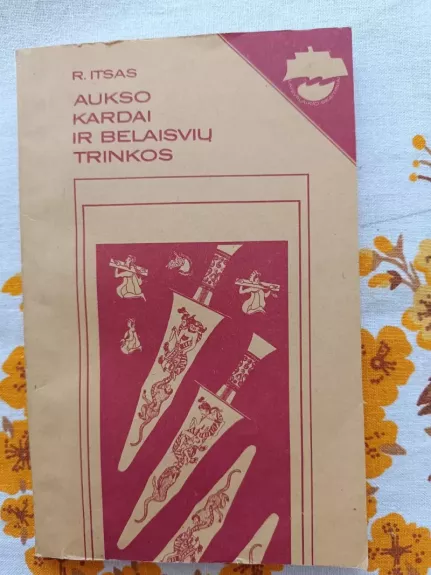 R. ITSAS
AUKSO
KARDAI
IR BELAISVIŲ
TRINKOS